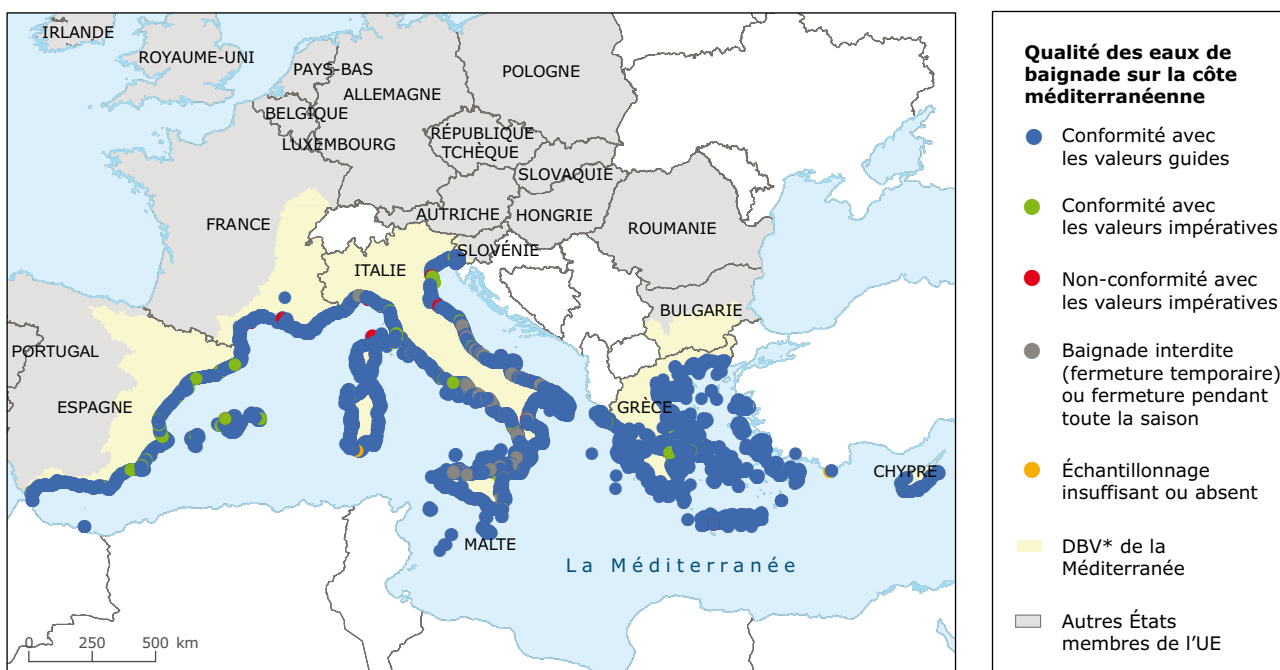 IRLANDE
ROYAUME-UNI
PAYS-BAS
POLOGNE
ALLEMAGNE
BELGIQUE
RÉPUBLIQUE
TCHÈQUE
LUXEMBOURG
SLOVAQUIE
AUTRICHE
HONGRIE
FRANCE
ROUMANIE
SLOVÉNIE
ITALIE
BULGARIE
PORTUGAL
ESPAGNE
GRÈCE
CHYPRE
MALTE
La Méditerranée
0 250 500 km
Qualité des eaux de
baignade sur la côte
méditerranéenne
Conformité avec
les valeurs guides
Conformité avec
les valeurs impératives
Non-conformité avec
les valeurs impératives
Baignade interdite
(fermeture temporaire)
ou fermeture pendant
toute la saison
Échantillonnage
insuffisant ou absent
DBV* de la
Méditerranée
Autres États
membres de l'UE